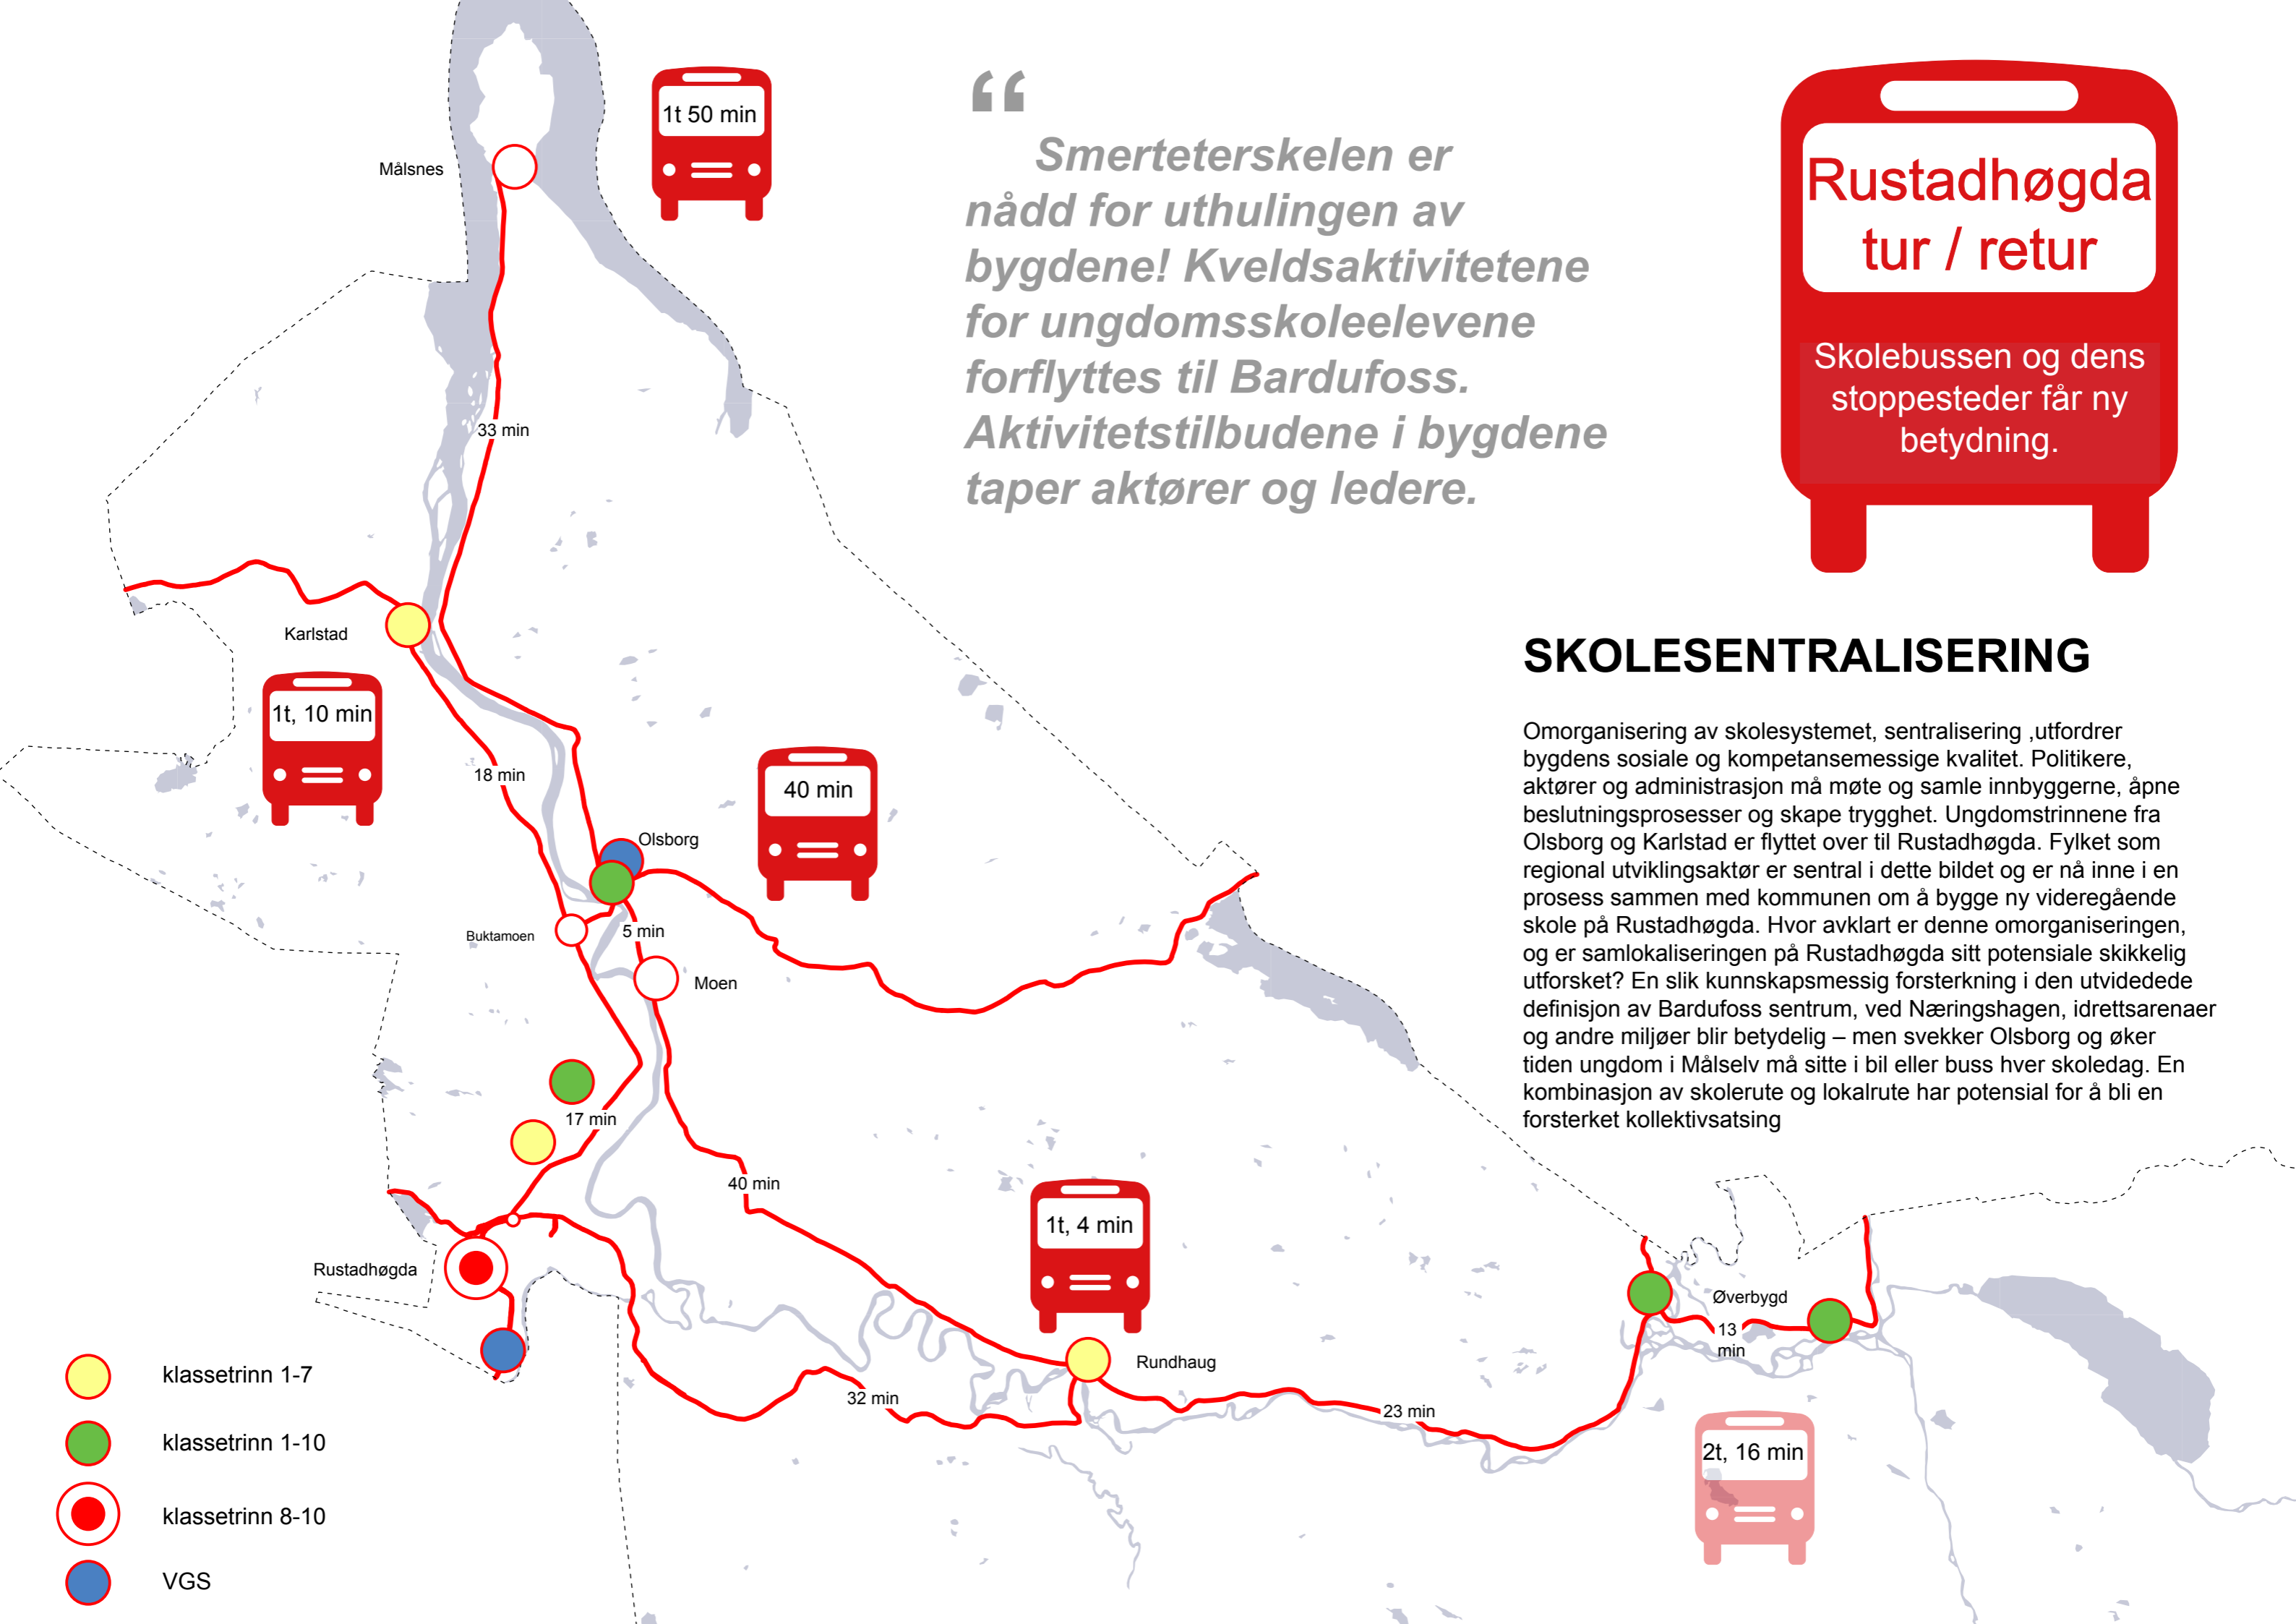 1t 50 min
Målsnes
“
Smerteterskelen er
nådd for uthulingen av
bygdene! Kveldsaktivitetene
for ungdomsskoleelevene
forflyttes til Bardufoss.
Aktivitetstilbudene i bygdene
taper aktører og ledere.
Rustadhøgda
tur / retur
Skolebussen og dens
stoppesteder får ny
betydning.
33 min
Karlstad
1t, 10 min
18 min
40 min
Olsborg
Buktamoen
5 min
Moen
SKOLESENTRALISERING
Omorganisering av skolesystemet, sentralisering ,utfordrer
bygdens sosiale og kompetansemessige kvalitet. Politikere,
aktører og administrasjon må møte og samle innbyggerne, åpne
beslutningsprosesser og skape trygghet. Ungdomstrinnene fra
Olsborg og Karlstad er flyttet over til Rustadhøgda. Fylket som
regional utviklingsaktør er sentral i dette bildet og er nå inne i en
prosess sammen med kommunen om å bygge ny videregående
skole på Rustadhøgda. Hvor avklart er denne omorganiseringen,
og er samlokaliseringen på Rustadhøgda sitt potensiale skikkelig
utforsket? En slik kunnskapsmessig forsterkning i den utvidedede
definisjon av Bardufoss sentrum, ved Næringshagen, idrettsarenaer
og andre miljøer blir betydelig – men svekker Olsborg og øker
tiden ungdom i Målselv må sitte i bil eller buss hver skoledag. En
kombinasjon av skolerute og lokalrute har potensial for å bli en
forsterket kollektivsatsing
17 min
40 min
1t, 4 min
Rustadhøgda
Øverbygd
13
min
Rundhaug
32 min
23 min
2t, 16 min
klassetrinn 1-7
klassetrinn 1-10
klassetrinn 8-10
VGS